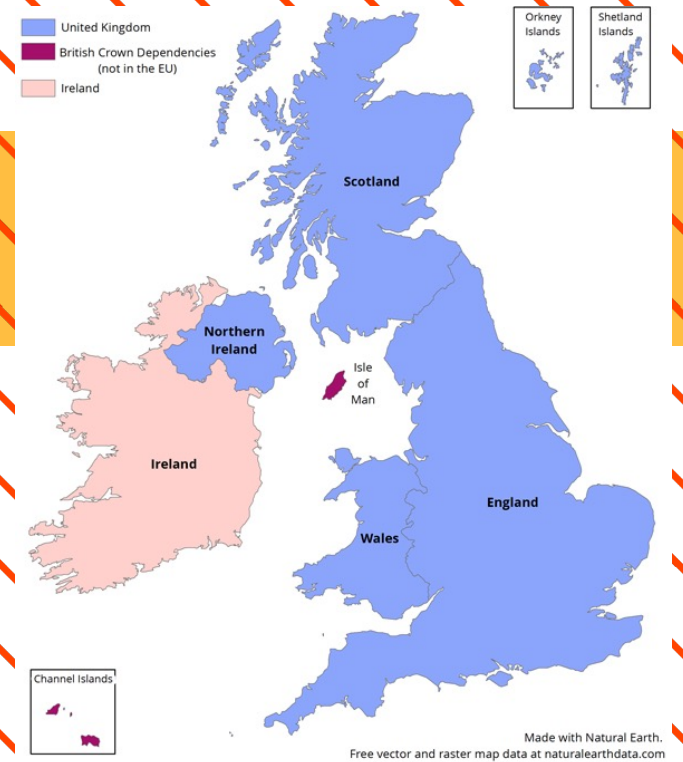 United Kingdom
British Crown Dependencies
(not in the EU)
Ireland
Orkney
Islands
Shetland
Islands
Scotland
Northern
Ireland
Isle
of
Man
Ireland
England
Wales
Channel Islands
Made with Natural Earth.
Free vector and raster map data at naturalearthdata.com